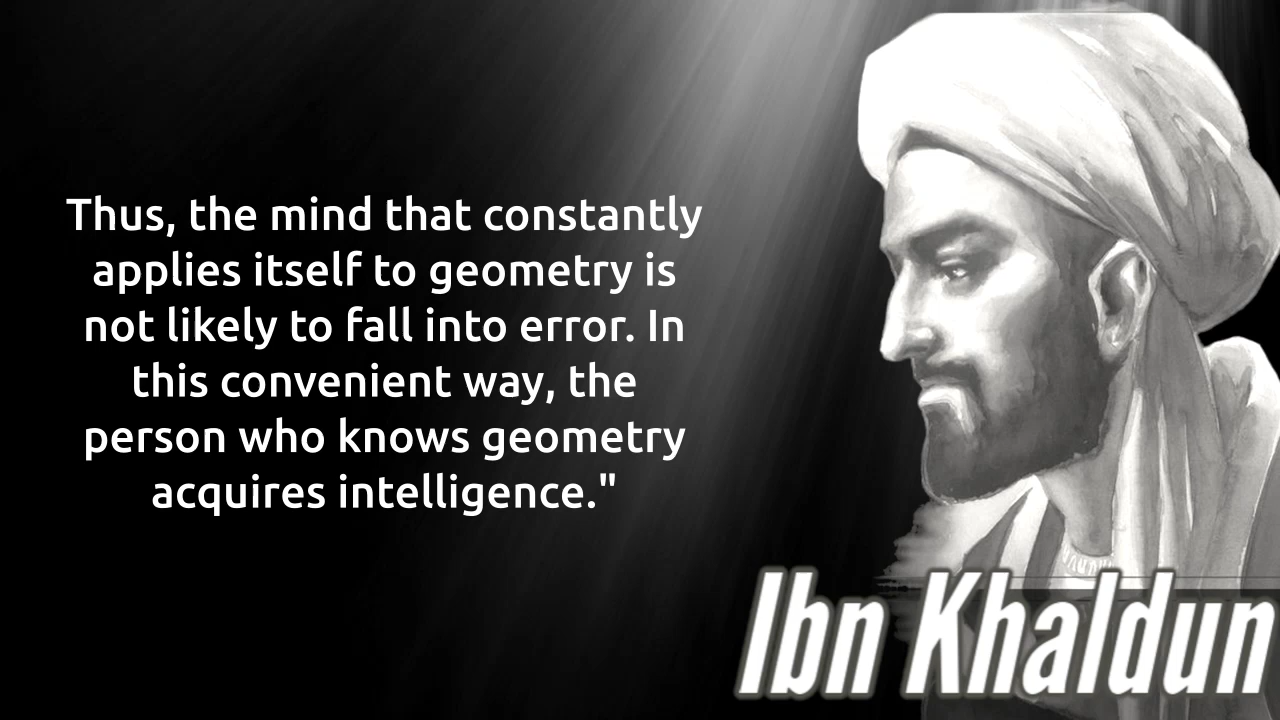 Thus, the mind that constantly
applies itself to geometry is
not likely to fall into error. In
this convenient way, the
person who knows geometry
acquires intelligence."
Ibn Khaldun